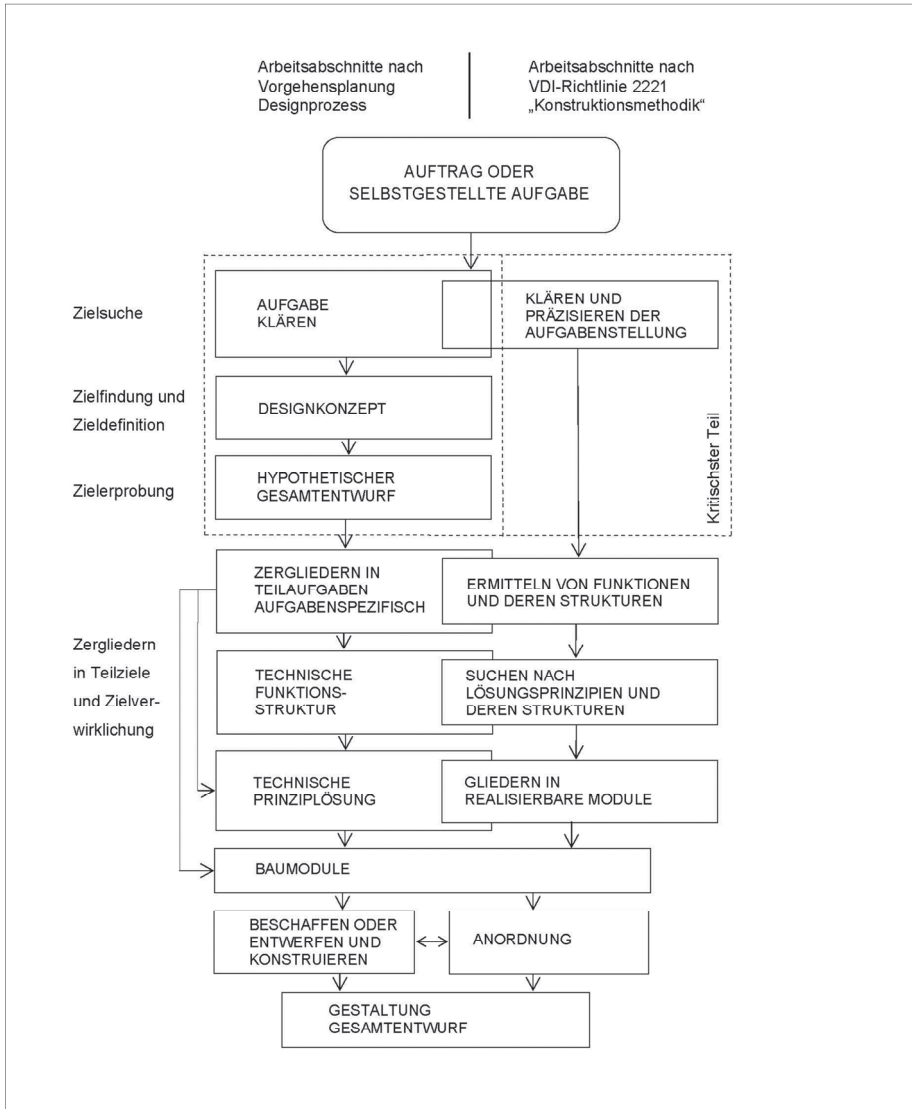 Arbeitsabschnitte nach
Vorgehensplanung
Designprozess
Arbeitsabschnitte nach
VDI-Richtlinie 2221
„Konstruktionsmethodik“
AUFTRAG ODER
SELBSTGESTELLTE AUFGABE
Zielsuche
AUFGABE
KLÄREN
KLÄREN UND
PRÄZISIEREN DER
AUFGABENSTELLUNG
Zielfindung und
Zieldefinition
DESIGNKONZEPT
Kritischster Teil
Zielerprobung
HYPOTHETISCHER
GESAMTENTWURF
ZERGLIEDERN IN
TEILAUFGABEN
AUFGABENSPEZIFISCH
ERMITTELN VON FUNKTIONEN
UND DEREN STRUKTUREN
Zergliedern
in Teilziele
und Zielver-
wirklichung
TECHNISCHE
FUNKTIONS-
STRUKTUR
SUCHEN NACH
LÖSUNGSPRINZIPIEN UND
DEREN STRUKTUREN
TECHNISCHE
PRINZIPLÖSUNG
GLIEDERN IN
REALISIERBARE MODULE
BAUMODULE
BESCHAFFEN ODER
ENTWERFEN UND
KONSTRUIEREN
ANORDNUNG
GESTALTUNG
GESAMTENTWURF